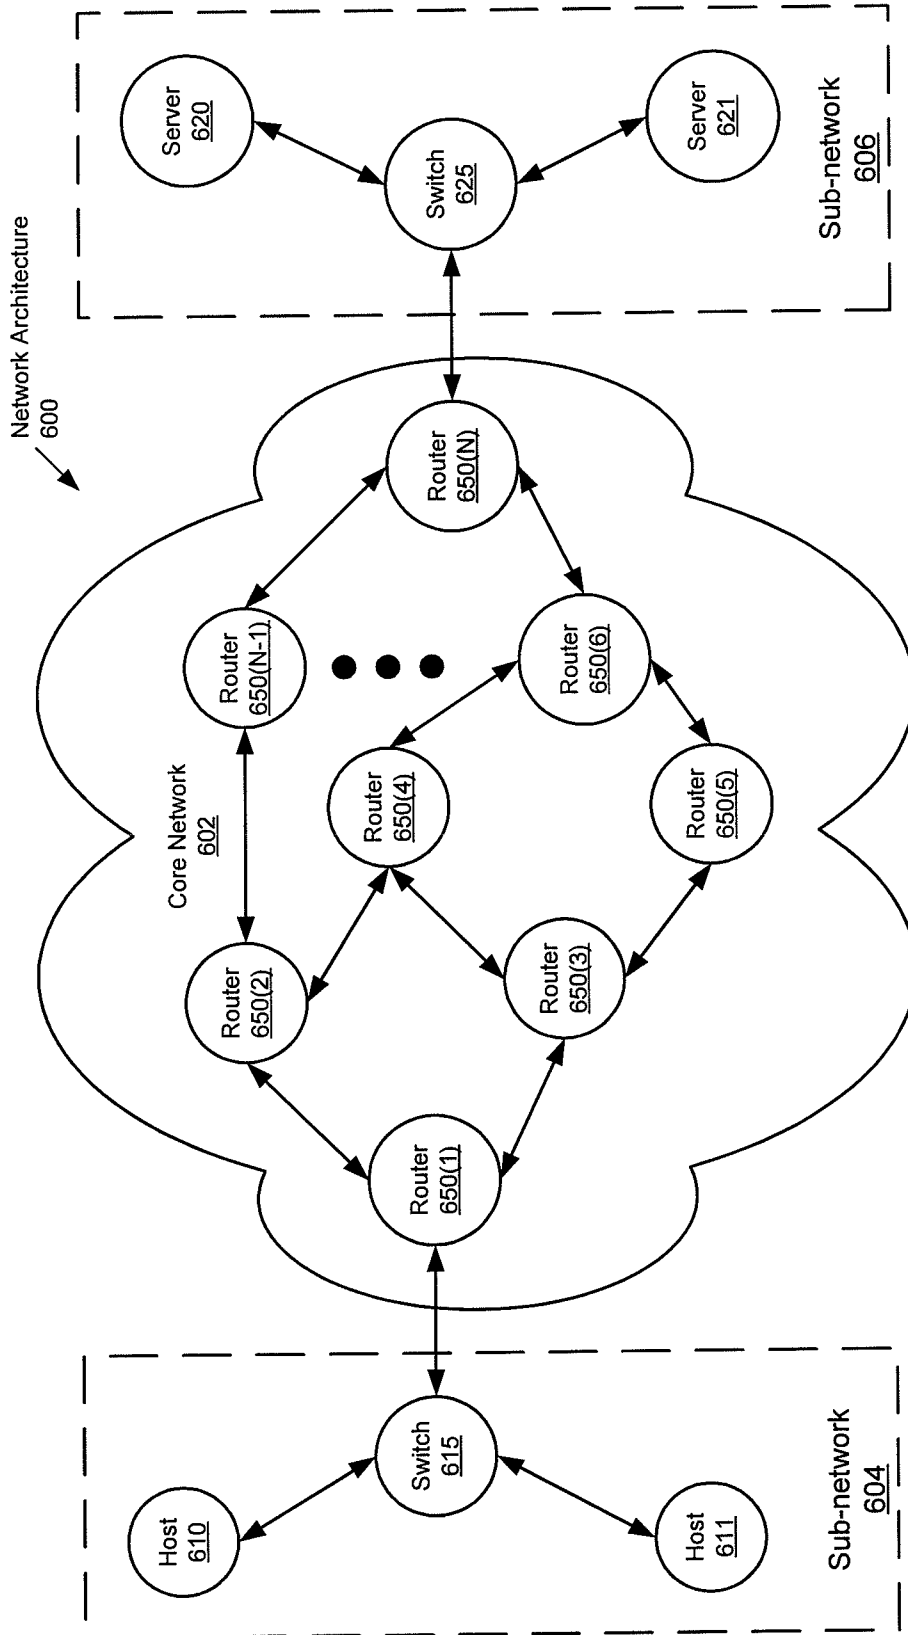 Network Architecture
600
Core Network
602
Host
610
Host
611
Switch
615
Sub-network
604
Router
650(1)
Router
650(2)
Router
650(3)
Router
650(4)
Router
650(5)
Router
650(6)
Router
650(N-1)
Router
650(N)
Server
620
Switch
625
Server
621
Sub-network
606